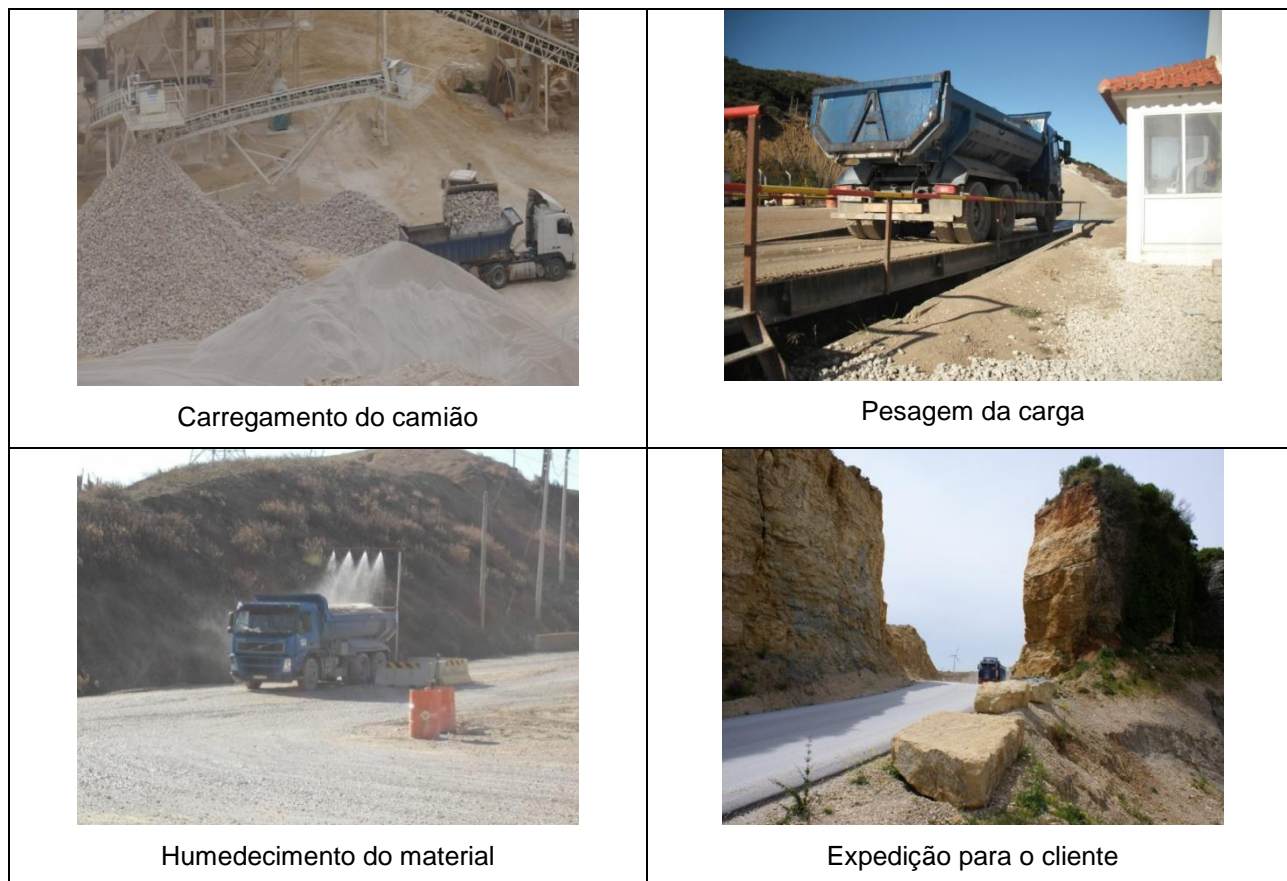 Carregamento do camião
Pesagem da carga
Humedecimento do material
Expedição para o cliente